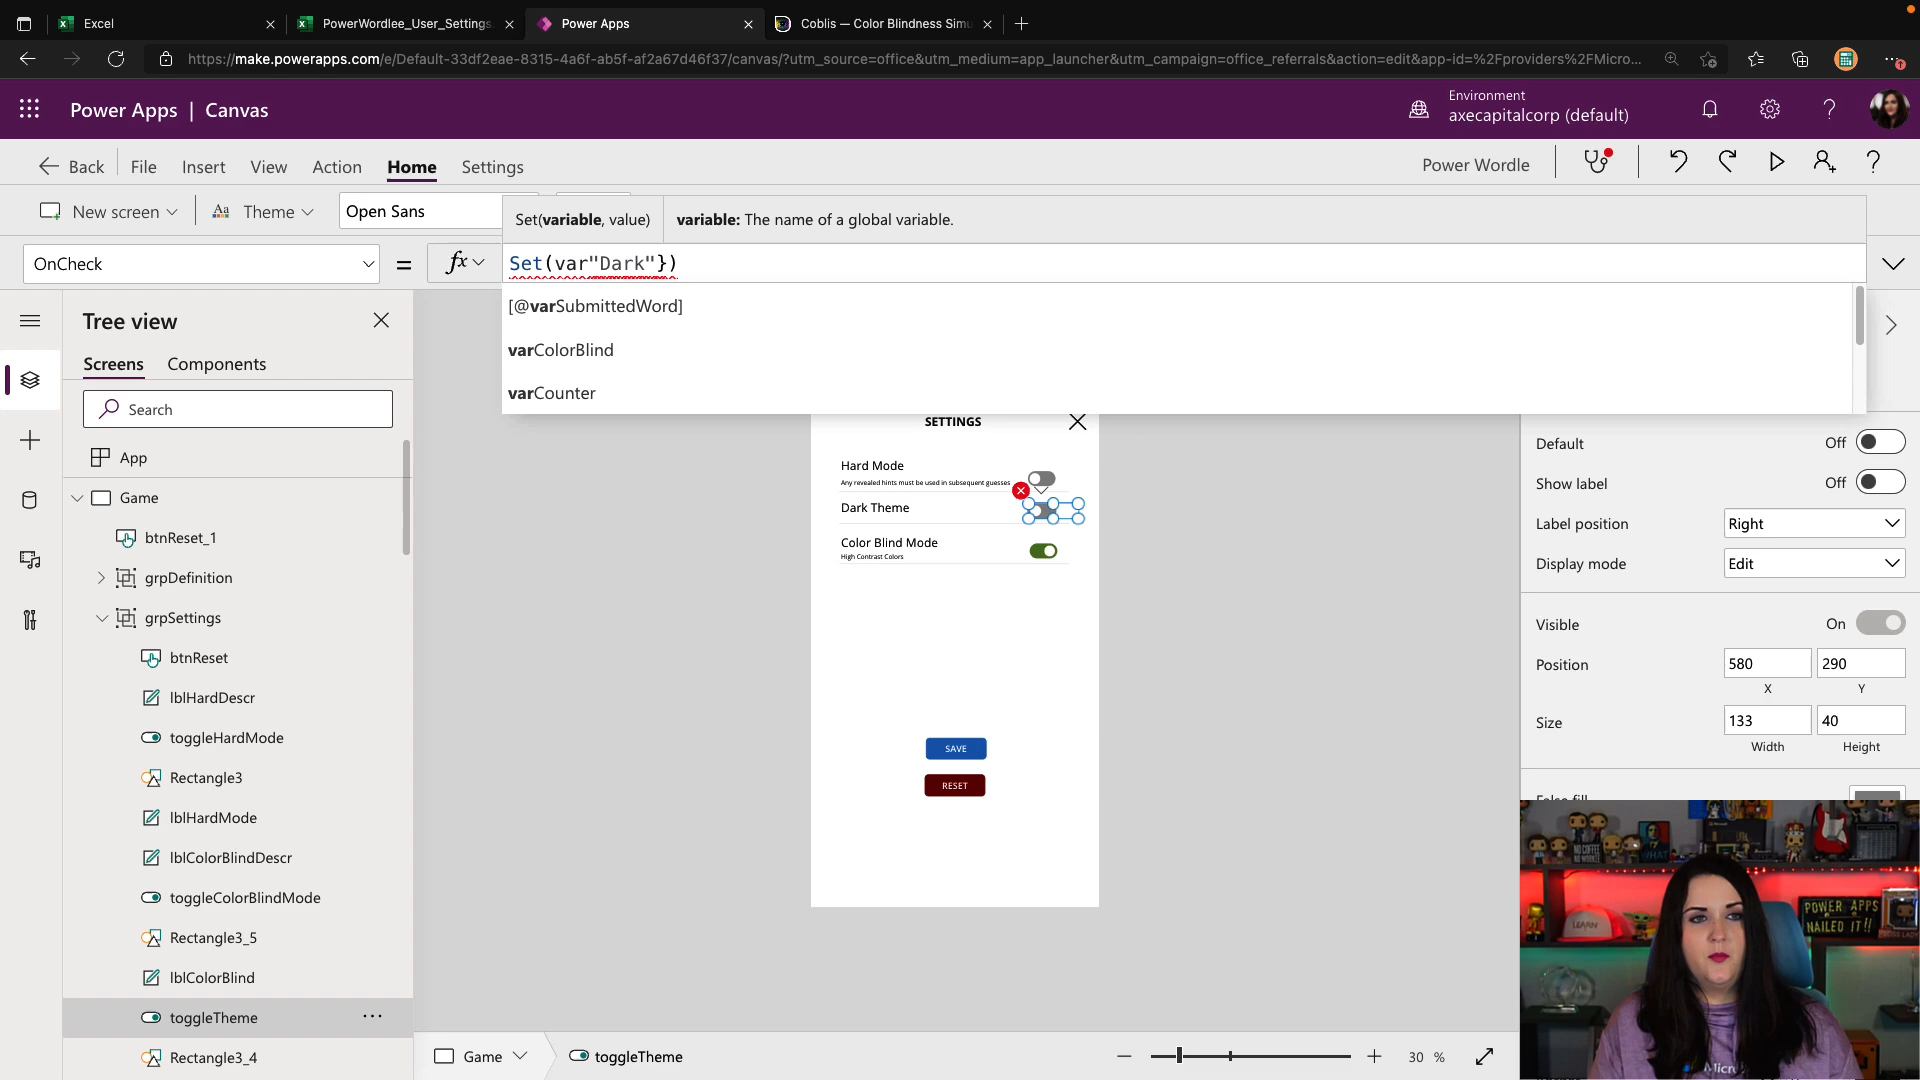 Excel
PowerWordlee_User_Settings
Power Apps
Coblis — Color Blindness Simu
https://make.powerapps.com/e/Default-33df2eae-8315-4a6f-ab5f-af2a67d46f37/canvas/?utm_source=office&utm_medium=app_launcher&utm_campaign=office_referrals&action=edit&app-id=%2Fproviders%2FMicro...
Power Apps | Canvas
Environment
axecapitalcorp (default)
Back
File
Insert
View
Action
Home
Settings
Power Wordle
New screen
Theme
Open Sans
Set(variable, value)
variable: The name of a global variable.
OnCheck
=
fx
Set(var"Dark"})
[@varSubmittedWord]
varColorBlind
varCounter
Tree view
Screens
Components
Search
App
Game
btnReset_1
grpDefinition
grpSettings
btnReset
lblHardDescr
toggleHardMode
Rectangle3
lblHardMode
lblColorBlindDescr
toggleColorBlindMode
Rectangle3_5
lblColorBlind
toggleTheme
Rectangle3_4
SETTINGS
Hard Mode
Any revealed hints must be used in subsequent guesses
Dark Theme
Color Blind Mode
High Contrast Colors
SAVE
RESET
Default
Off
Show label
Off
Label position
Right
Display mode
Edit
Visible
On
Position
580
290
X
Y
Size
133
40
Width
Height
False fill
POWER APPS
NAILED IT!!
LEARN
Game
toggleTheme
30 %